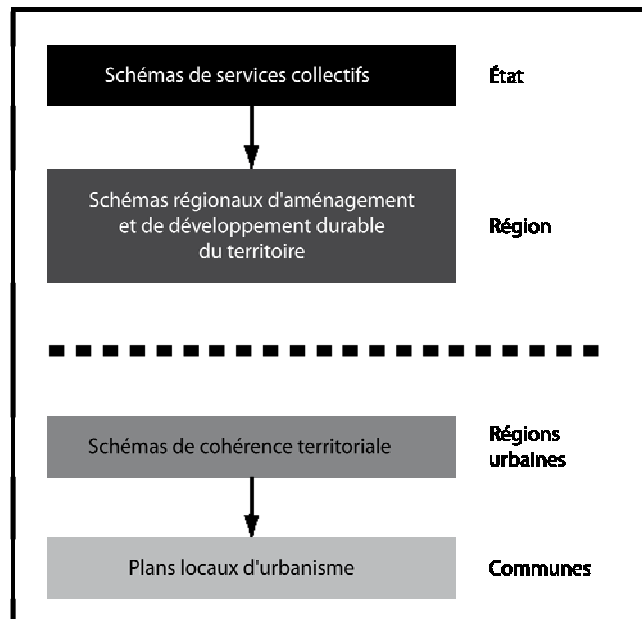 Schémas de services collectifs
État
Schémas régionaux d'aménagement
et de développement durable
du territoire
Région
Schémas de cohérence territoriale
Régions
urbaines
Plans locaux d'urbanisme
Communes